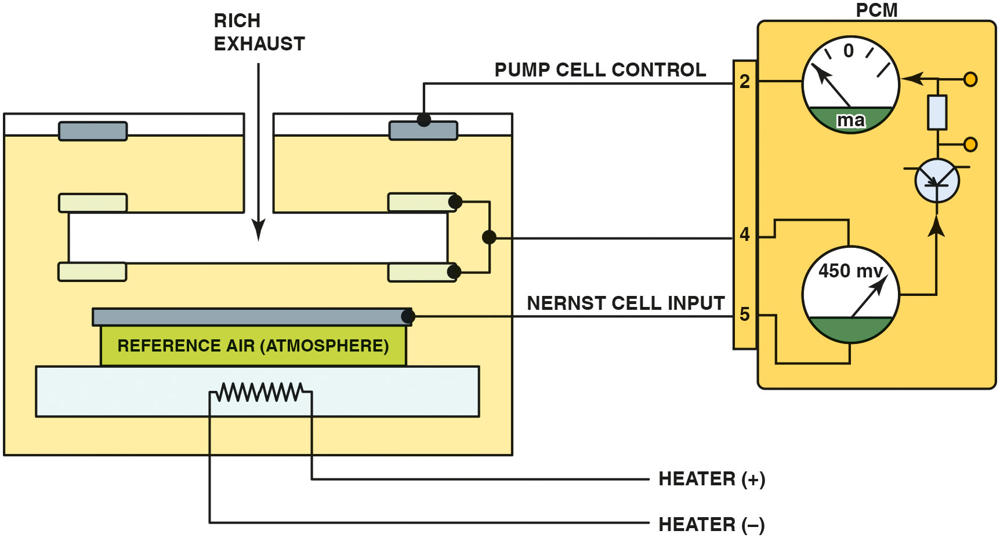 RICH
EXHAUST
PCM
0
PUMP CELL CONTROL
2
ma
4
450 mv
NERNST CELL INPUT
5
REFERENCE AIR (ATMOSPHERE)
HEATER (+)
HEATER (–)